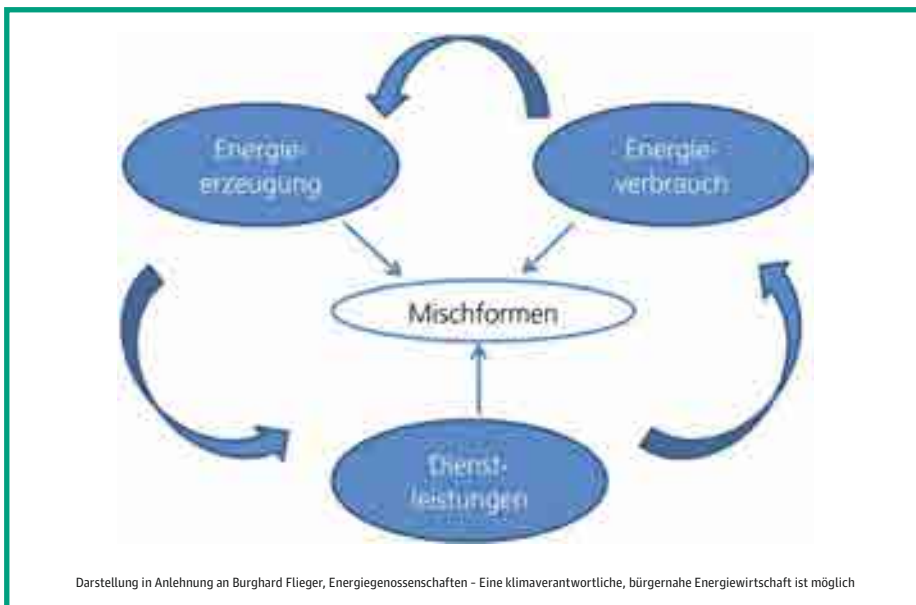 Energie-
erzeugung
Energie-
verbrauch
Mischformen
Dienst-
leistungen
Darstellung in Anlehnung an Burghard Flieger, Energiegenossenschaften – Eine klimaverantwortliche, bürgernahe Energiewirtschaft ist möglich